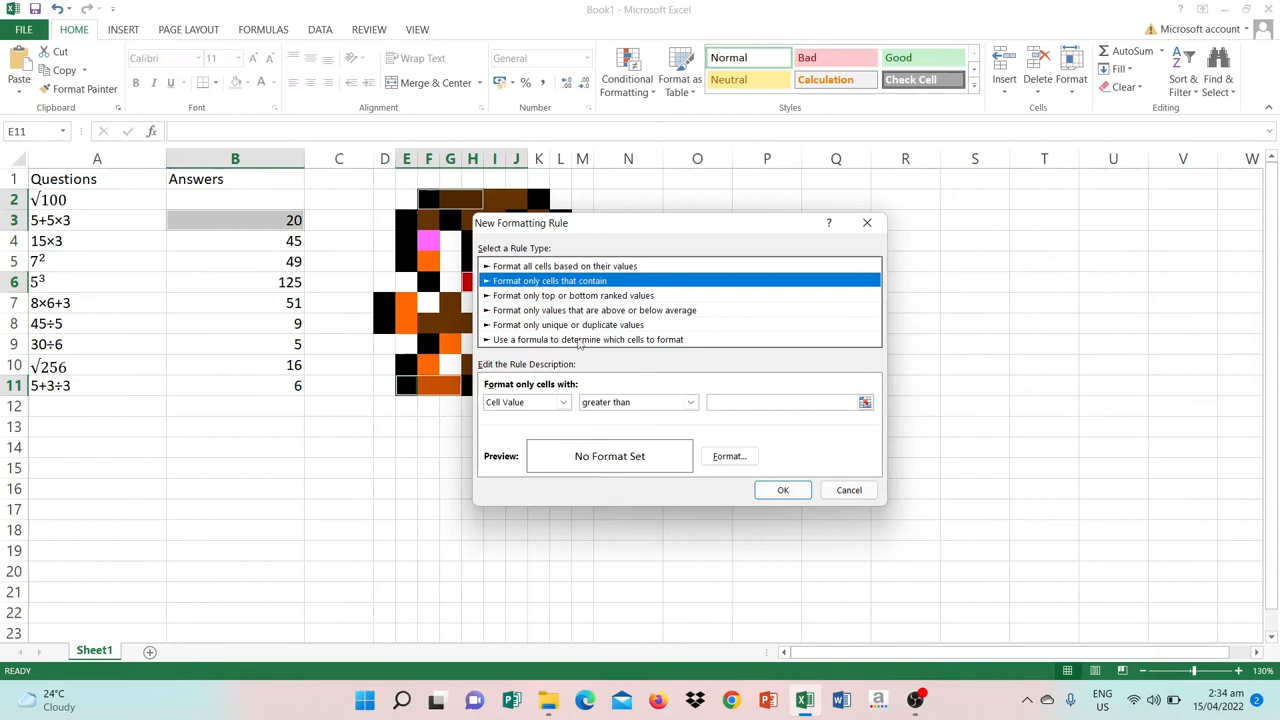 Book1 - Microsoft Excel
FILE HOME INSERT PAGE LAYOUT FORMULAS DATA REVIEW VIEW Microsoft account
Paste
Cut
Copy
Format Painter
Clipboard
Calibri 11
B I U
Font
Wrap Text
Merge & Center
Alignment
General
% ,
Number
Conditional Formatting
Format as Table
Normal Bad Good
Neutral Calculation Check Cell
Styles
Insert Delete Format
Cells
AutoSum
Fill
Clear
Sort & Filter
Find & Select
Editing
E11
fx
A B C D E F G H I J K L M N O P Q R S T U V W
1 Questions Answers
2 √100
3 5+5×3 20
4 15×3 45
5 7² 49
6 5³ 125
7 8×6+3 51
8 45÷5 9
9 30÷6 5
10 √256 16
11 5+3÷3 6
12
13
14
15
16
17
18
19
20
21
22
23
New Formatting Rule ?
Select a Rule Type:
► Format all cells based on their values
► Format only cells that contain
► Format only top or bottom ranked values
► Format only values that are above or below average
► Format only unique or duplicate values
► Use a formula to determine which cells to format
Edit the Rule Description:
Format only cells with:
Cell Value greater than
Preview: No Format Set Format...
OK Cancel
Sheet1
READY 130%
24°C
Cloudy
ENG
US
2:34 pm
15/04/2022
2